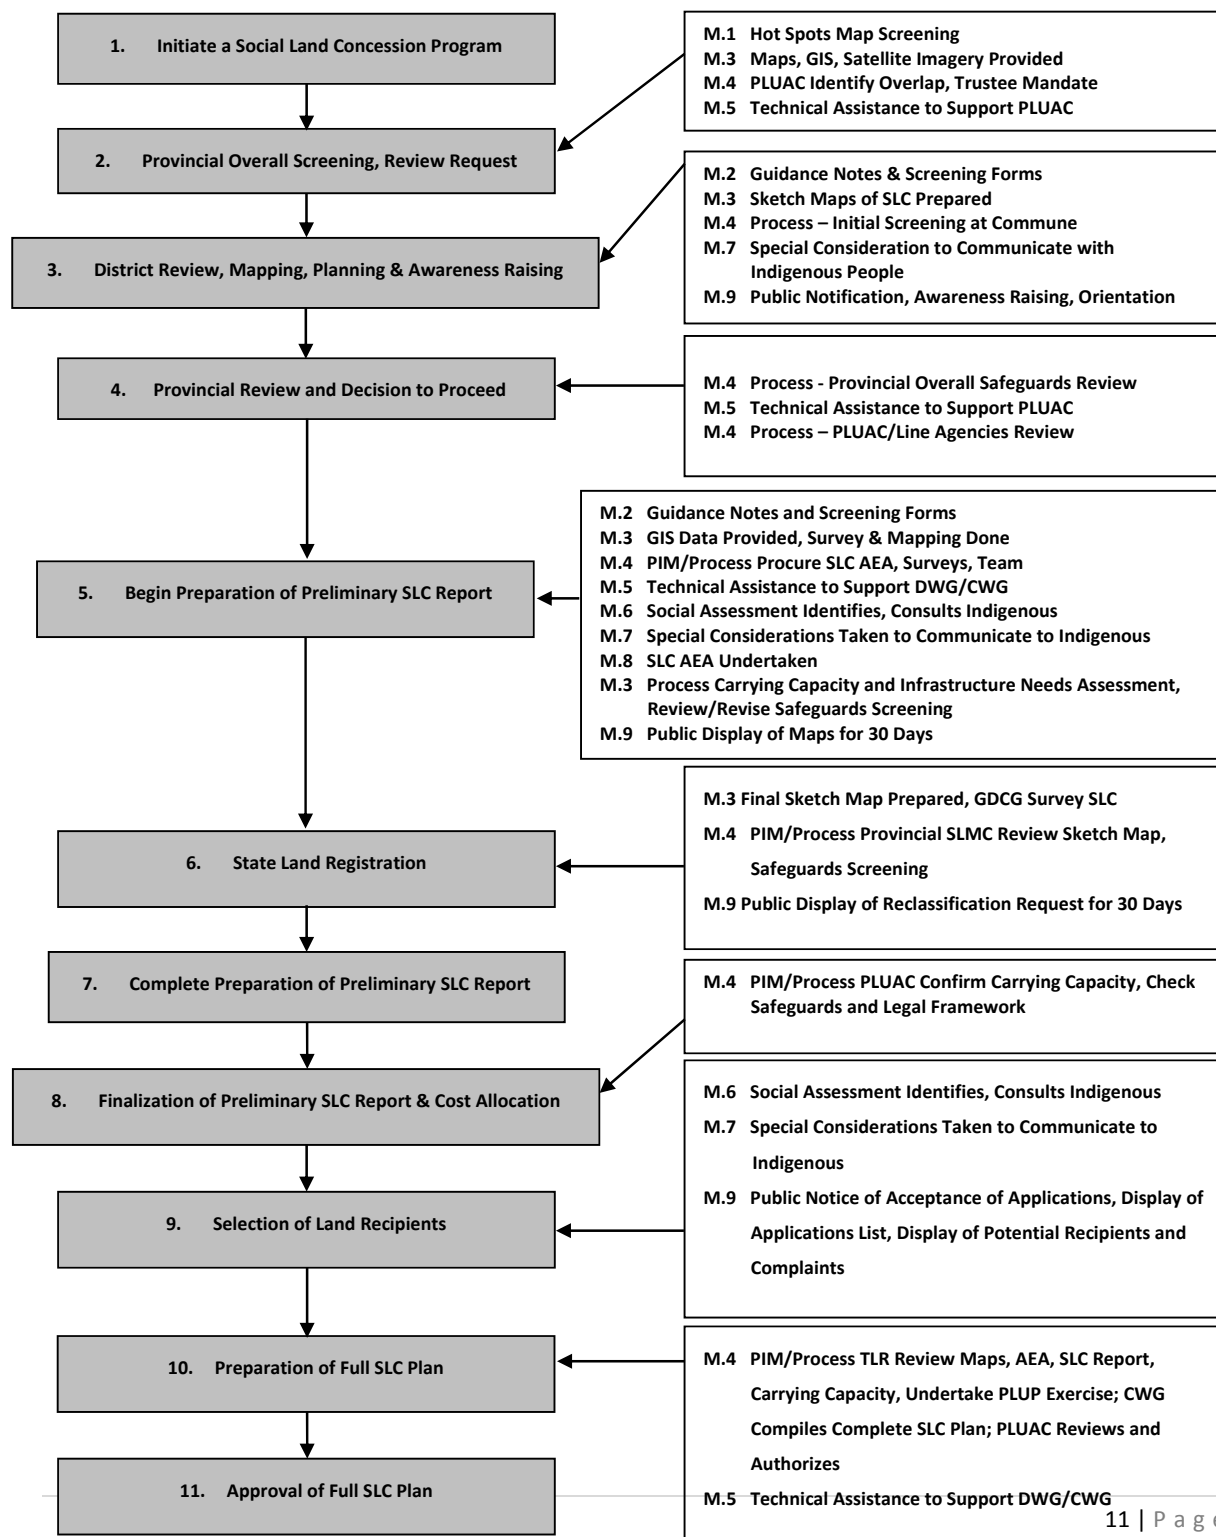 1. Initiate a Social Land Concession Program
M.1 Hot Spots Map Screening
M.3 Maps, GIS, Satellite Imagery Provided
M.4 PLUAC Identify Overlap, Trustee Mandate
M.5 Technical Assistance to Support PLUAC
2. Provincial Overall Screening, Review Request
M.2 Guidance Notes & Screening Forms
M.3 Sketch Maps of SLC Prepared
M.4 Process – Initial Screening at Commune
M.7 Special Consideration to Communicate with
Indigenous People
M.9 Public Notification, Awareness Raising, Orientation
3. District Review, Mapping, Planning & Awareness Raising
4. Provincial Review and Decision to Proceed
M.4 Process - Provincial Overall Safeguards Review
M.5 Technical Assistance to Support PLUAC
M.4 Process – PLUAC/Line Agencies Review
5. Begin Preparation of Preliminary SLC Report
M.2 Guidance Notes and Screening Forms
M.3 GIS Data Provided, Survey & Mapping Done
M.4 PIM/Process Procure SLC AEA, Surveys, Team
M.5 Technical Assistance to Support DWG/CWG
M.6 Social Assessment Identifies, Consults Indigenous
M.7 Special Considerations Taken to Communicate to Indigenous
M.8 SLC AEA Undertaken
M.3 Process Carrying Capacity and Infrastructure Needs Assessment,
Review/Revise Safeguards Screening
M.9 Public Display of Maps for 30 Days
6. State Land Registration
M.3 Final Sketch Map Prepared, GDCG Survey SLC
M.4 PIM/Process Provincial SLMC Review Sketch Map,
Safeguards Screening
M.9 Public Display of Reclassification Request for 30 Days
7. Complete Preparation of Preliminary SLC Report
M.4 PIM/Process PLUAC Confirm Carrying Capacity, Check
Safeguards and Legal Framework
8. Finalization of Preliminary SLC Report & Cost Allocation
M.6 Social Assessment Identifies, Consults Indigenous
M.7 Special Considerations Taken to Communicate to
Indigenous
M.9 Public Notice of Acceptance of Applications, Display of
Applications List, Display of Potential Recipients and
Complaints
9. Selection of Land Recipients
10. Preparation of Full SLC Plan
M.4 PIM/Process TLR Review Maps, AEA, SLC Report,
Carrying Capacity, Undertake PLUP Exercise; CWG
Compiles Complete SLC Plan; PLUAC Reviews and
Authorizes
M.5 Technical Assistance to Support DWG/CWG
11. Approval of Full SLC Plan
11 | Page